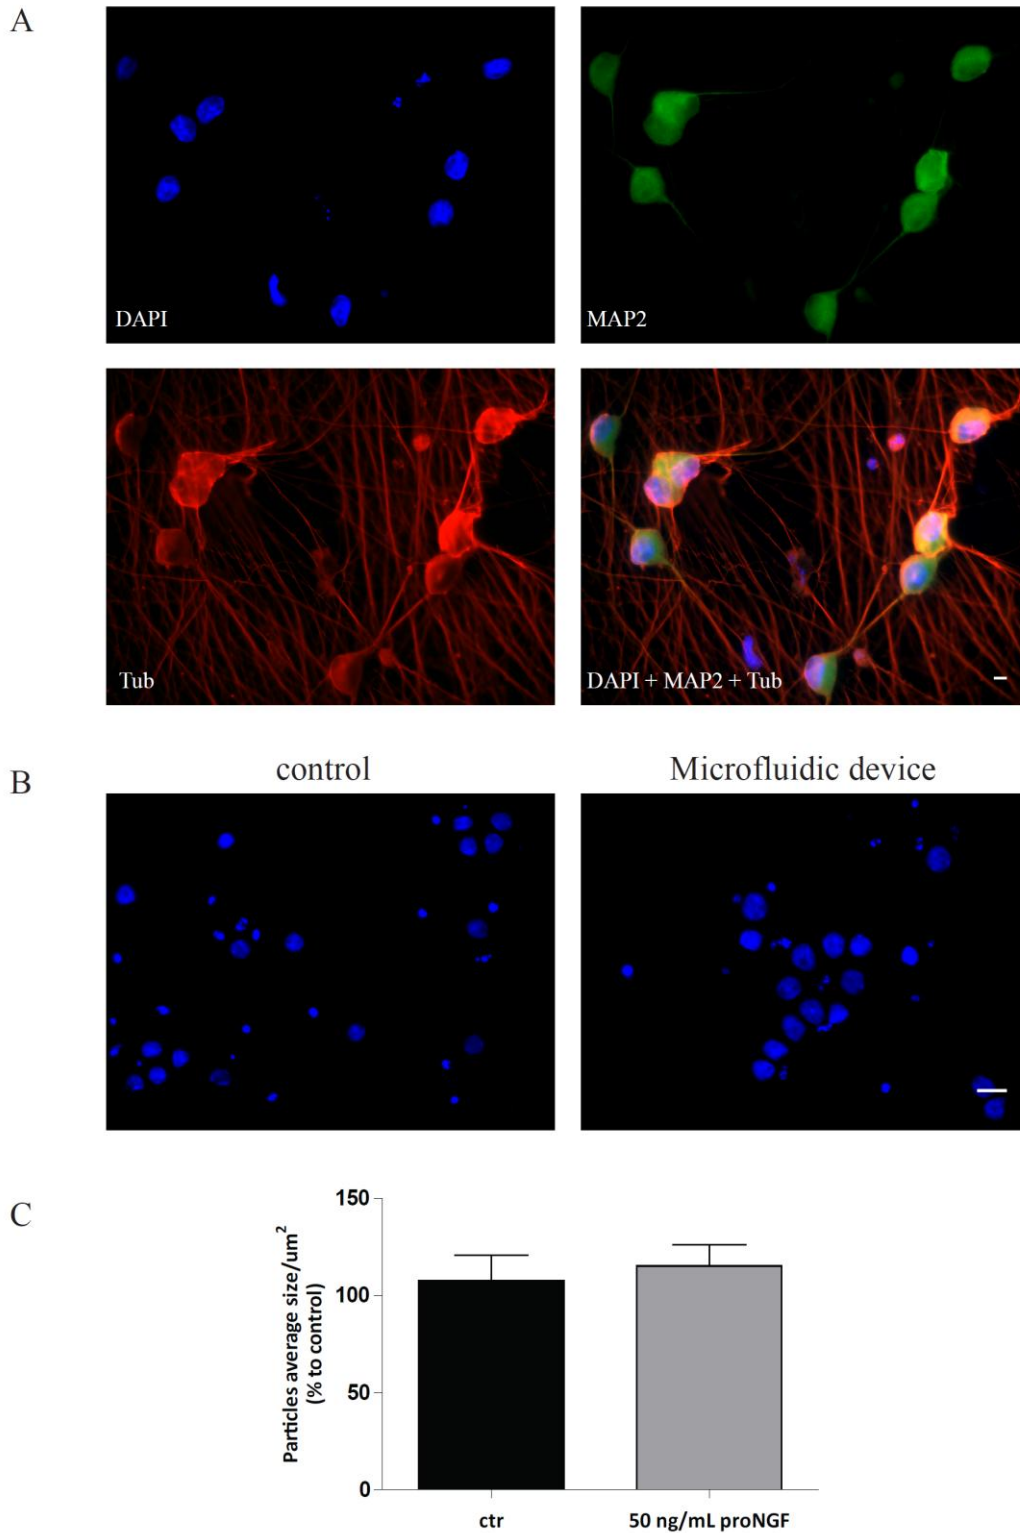 A
DAPI
MAP2
Tub
DAPI + MAP2 + Tub
B
control
Microfluidic device
C
Particles average size/um²
(% to control)
150
100
50
0
ctr
50 ng/mL proNGF